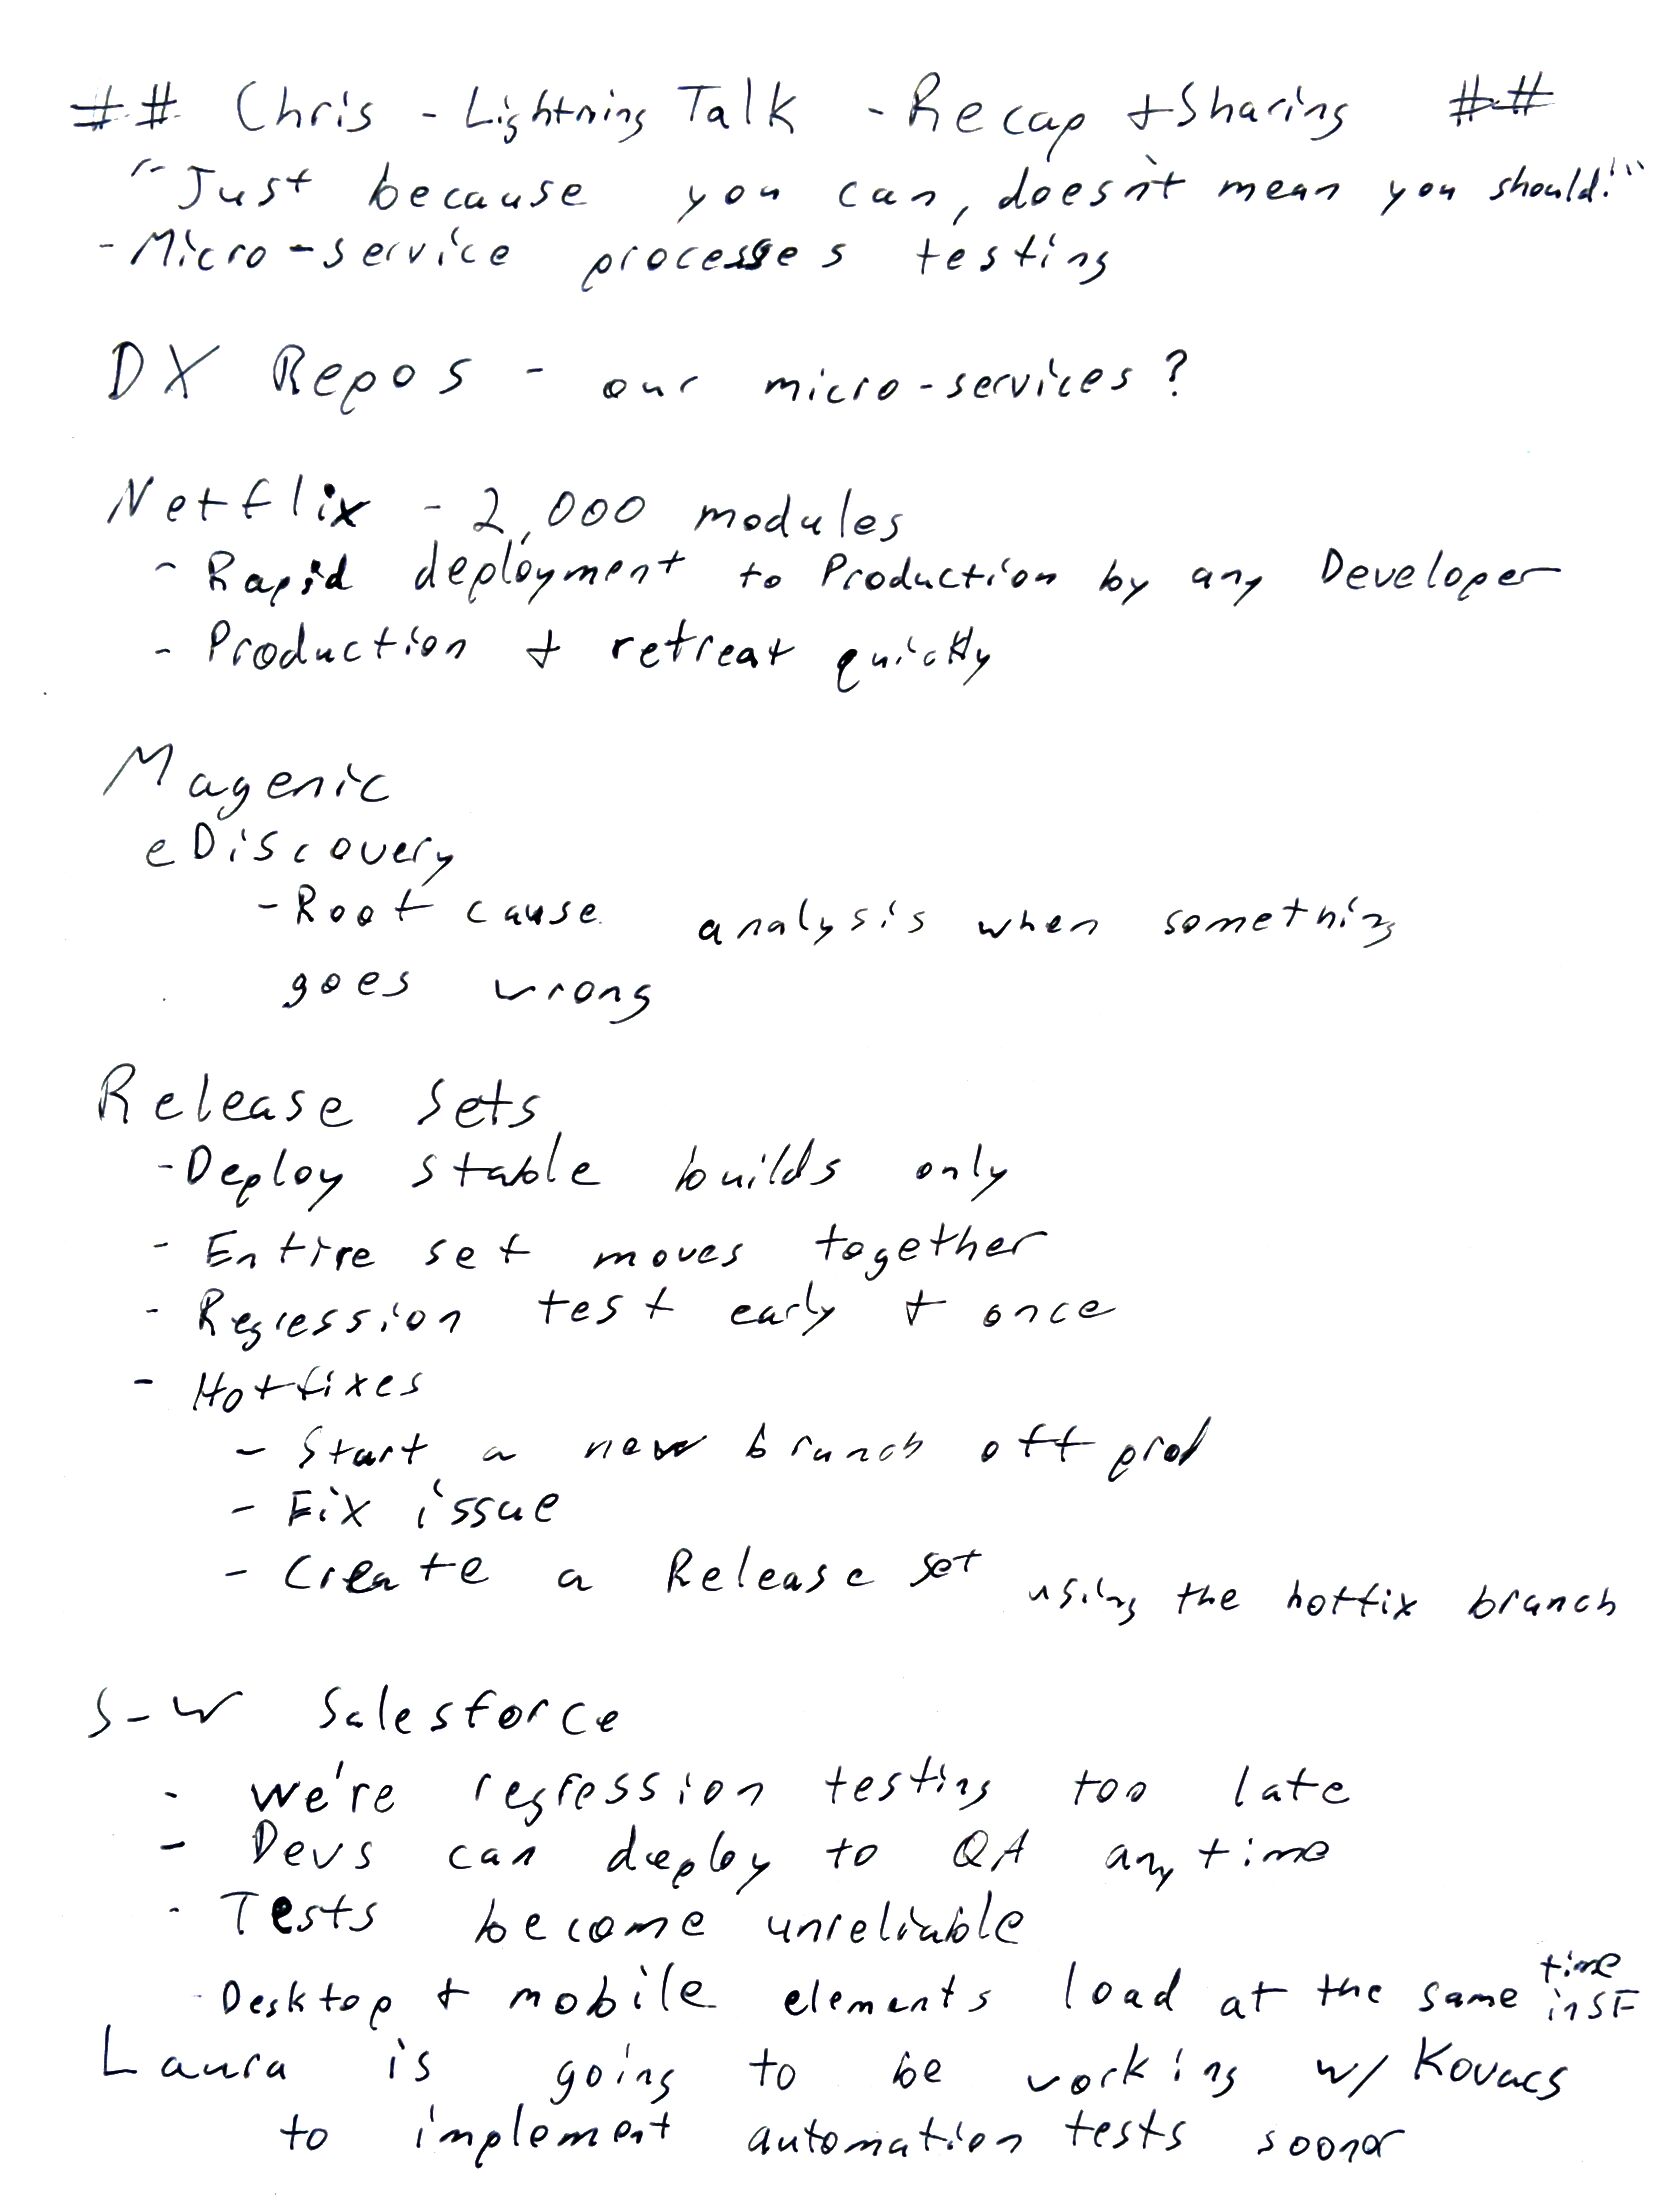 ## Chris - Lightning Talk - Recap + Sharing ##
"Just because you can, doesn't mean you should!"
- Micro-service processes testing
DX Repos - our micro-services?
Netflix - 2,000 modules
- Rapid deployment to Production by any Developer
- Production + retreat quickly
Magenic
eDiscovery
- Root cause analysis when something
goes wrong
Release Sets
- Deploy stable builds only
- Entire set moves together
- Regression test early + once
- Hotfixes
- Start a new branch off prod
- Fix issue
- Create a Release set using the hotfix branch
S-W Salesforce
- We're regression testing too late
- Devs can deploy to QA any time
- Tests become unreliable
- Desktop + mobile elements load at the same time in SF
Laura is going to be working w/ Kovacs
to implement automation tests sooner